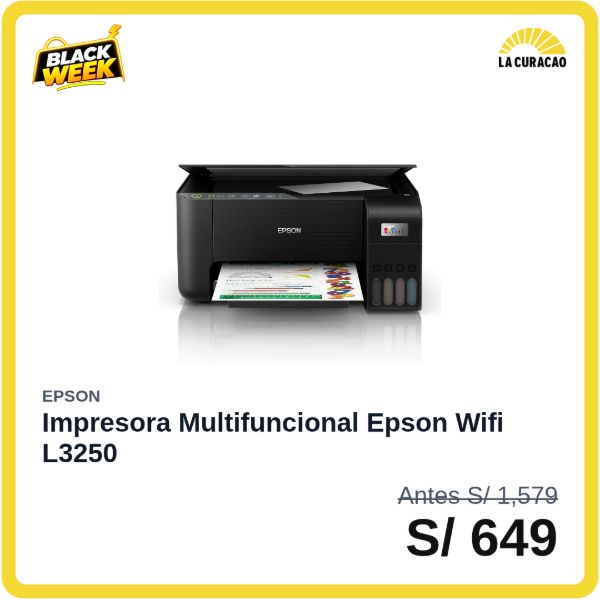 BLACK
WEEK
LA CURACAO
EPSON
EPSON
Impresora Multifuncional Epson Wifi
L3250
Antes S/ 1,579
S/ 649